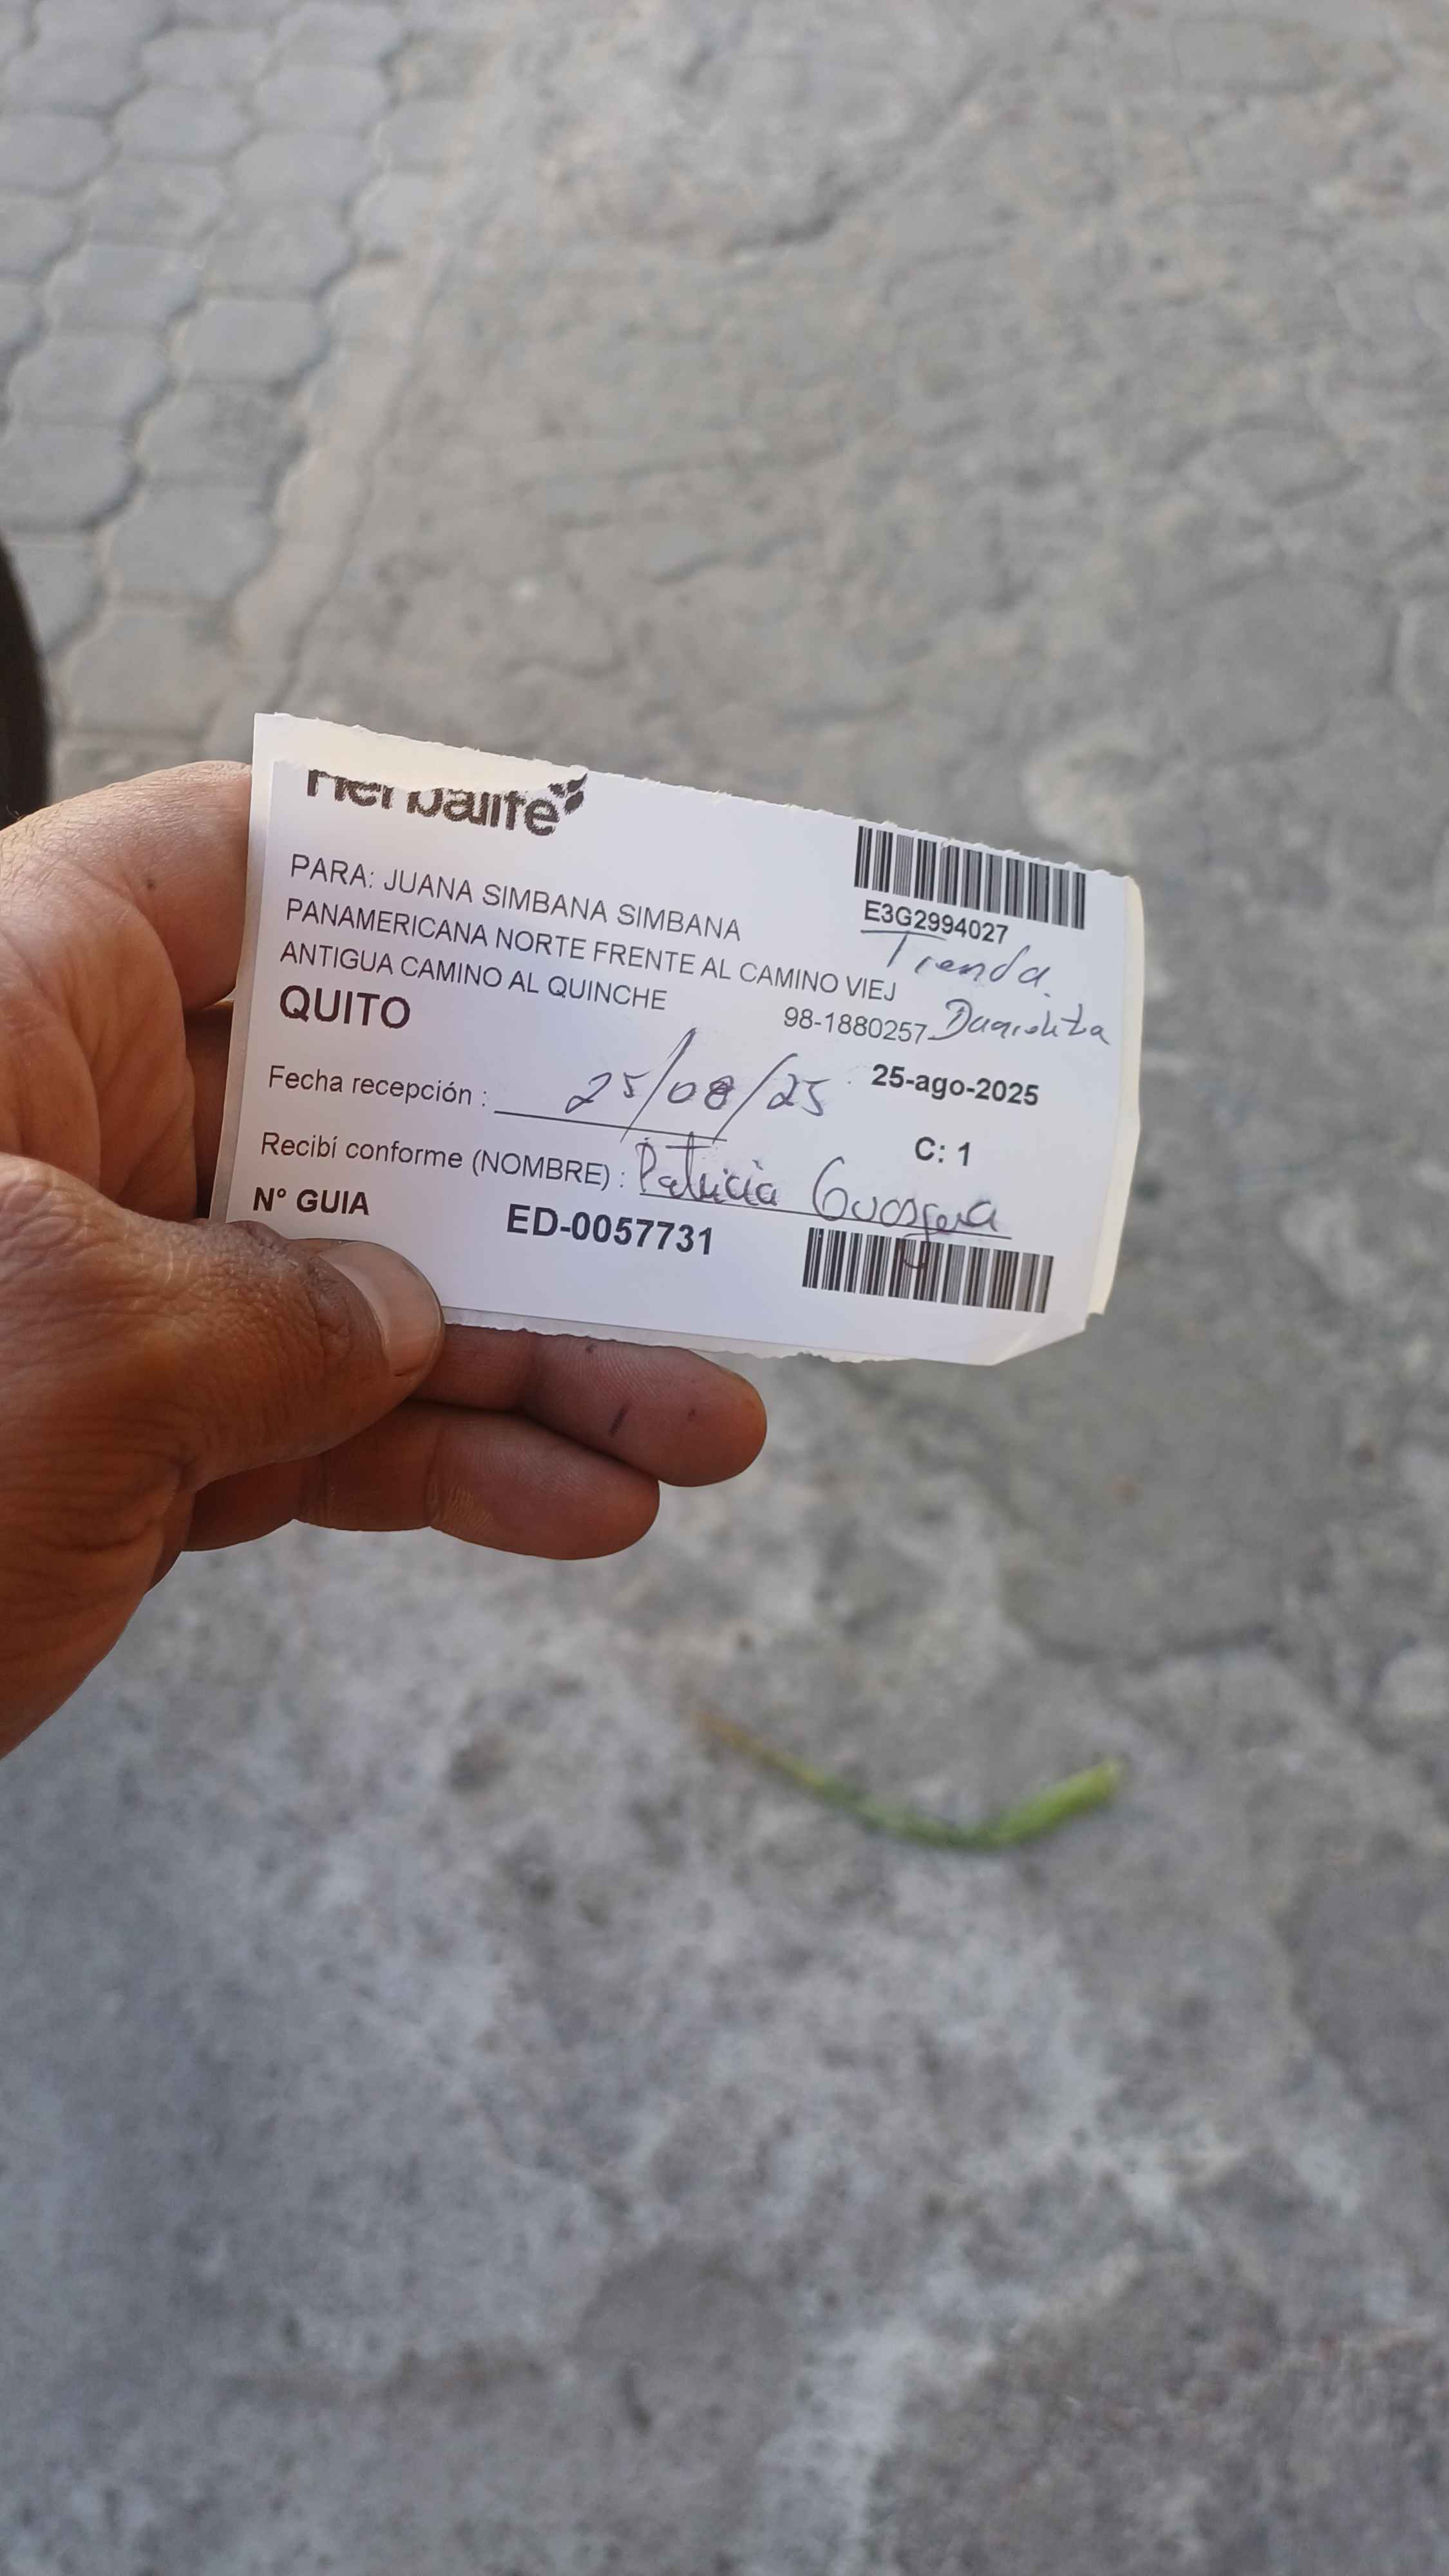 Herbalife
E3G2994027
Tienda
PARA: JUANA SIMBANA SIMBANA
PANAMERICANA NORTE FRENTE AL CAMINO VIEJ
ANTIGUA CAMINO AL QUINCHE
QUITO
98-1880257
Fecha recepción : 25/08/25
25-ago-2025
C: 1
Recibí conforme (NOMBRE) : Patricia
N° GUIA
ED-0057731